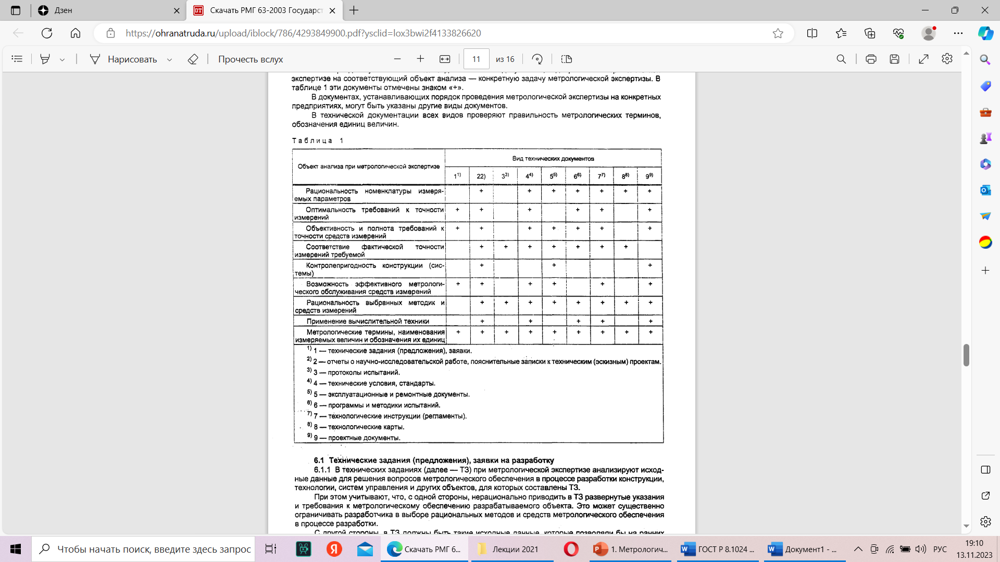 Дзен
Скачать РМГ 63-2003 Государст
https://ohranatruda.ru/upload/iblock/786/4293849900.pdf?ysclid=lox3bwi2f4133826620
Нарисовать
Прочесть вслух
11 из 16
экспертизе на соответствующий объект анализа — конкретную задачу метрологической экспертизы. В
таблице 1 эти документы отмечены знаком «+».
В документах, устанавливающих порядок проведения метрологической экспертизы на конкретных
предприятиях, могут быть указаны другие виды документов.
В технической документации всех видов проверяют правильность метрологических терминов,
обозначения единиц величин.
Таблица 1
Объект анализа при метрологической экспертизе
Вид технических документов
11) 22) 33) 44) 55) 66) 77) 88) 99)
Рациональность номенклатуры измеря-
емых параметров
+ + + + + + +
Оптимальность требований к точности
измерений
+ + + + + +
Объективность и полнота требований к
точности средств измерений
+ + + + + + +
Соответствие фактической точности
измерений требуемой
+ + + + + + +
Контролепригодность конструкции (сис-
темы)
+ + +
Возможность эффективного метрологи-
ческого обслуживания средств измерений
+ + + + + +
Рациональность выбранных методик и
средств измерений
+ + + + + + + +
Применение вычислительной техники
+ + + + +
Метрологические термины, наименования
измеряемых величин и обозначения их единиц
+ + + + + + + + +
1) 1 — технические задания (предложения), заявки.
2) 2 — отчеты о научно-исследовательской работе, пояснительные записки к техническим (эскизным) проектам.
3) 3 — протоколы испытаний.
4) 4 — технические условия, стандарты.
5) 5 — эксплуатационные и ремонтные документы.
6) 6 — программы и методики испытаний.
7) 7 — технологические инструкции (регламенты).
8) 8 — технологические карты.
9) 9 — проектные документы.
6.1 Технические задания (предложения), заявки на разработку
6.1.1 В технических заданиях (далее — ТЗ) при метрологической экспертизе анализируют исход-
ные данные для решения вопросов метрологического обеспечения в процессе разработки конструкции,
технологии, систем управления и других объектов, для которых составлены ТЗ.
При этом учитывают, что, с одной стороны, нерационально приводить в ТЗ развернутые указания
и требования к метрологическому обеспечению разрабатываемого объекта. Это может существенно
ограничивать разработчика в выборе рациональных методов и средств метрологического обеспечения
в процессе разработки.
С другой стороны, в ТЗ должны быть такие исходные данные, которые позволяли бы на ранних
Чтобы начать поиск, введите здесь запрос
Скачать РМГ 6...
Лекции 2021
1. Метрологич...
ГОСТ Р 8.1024 ...
Документ1 - ...
РУС
19:10
13.11.2023